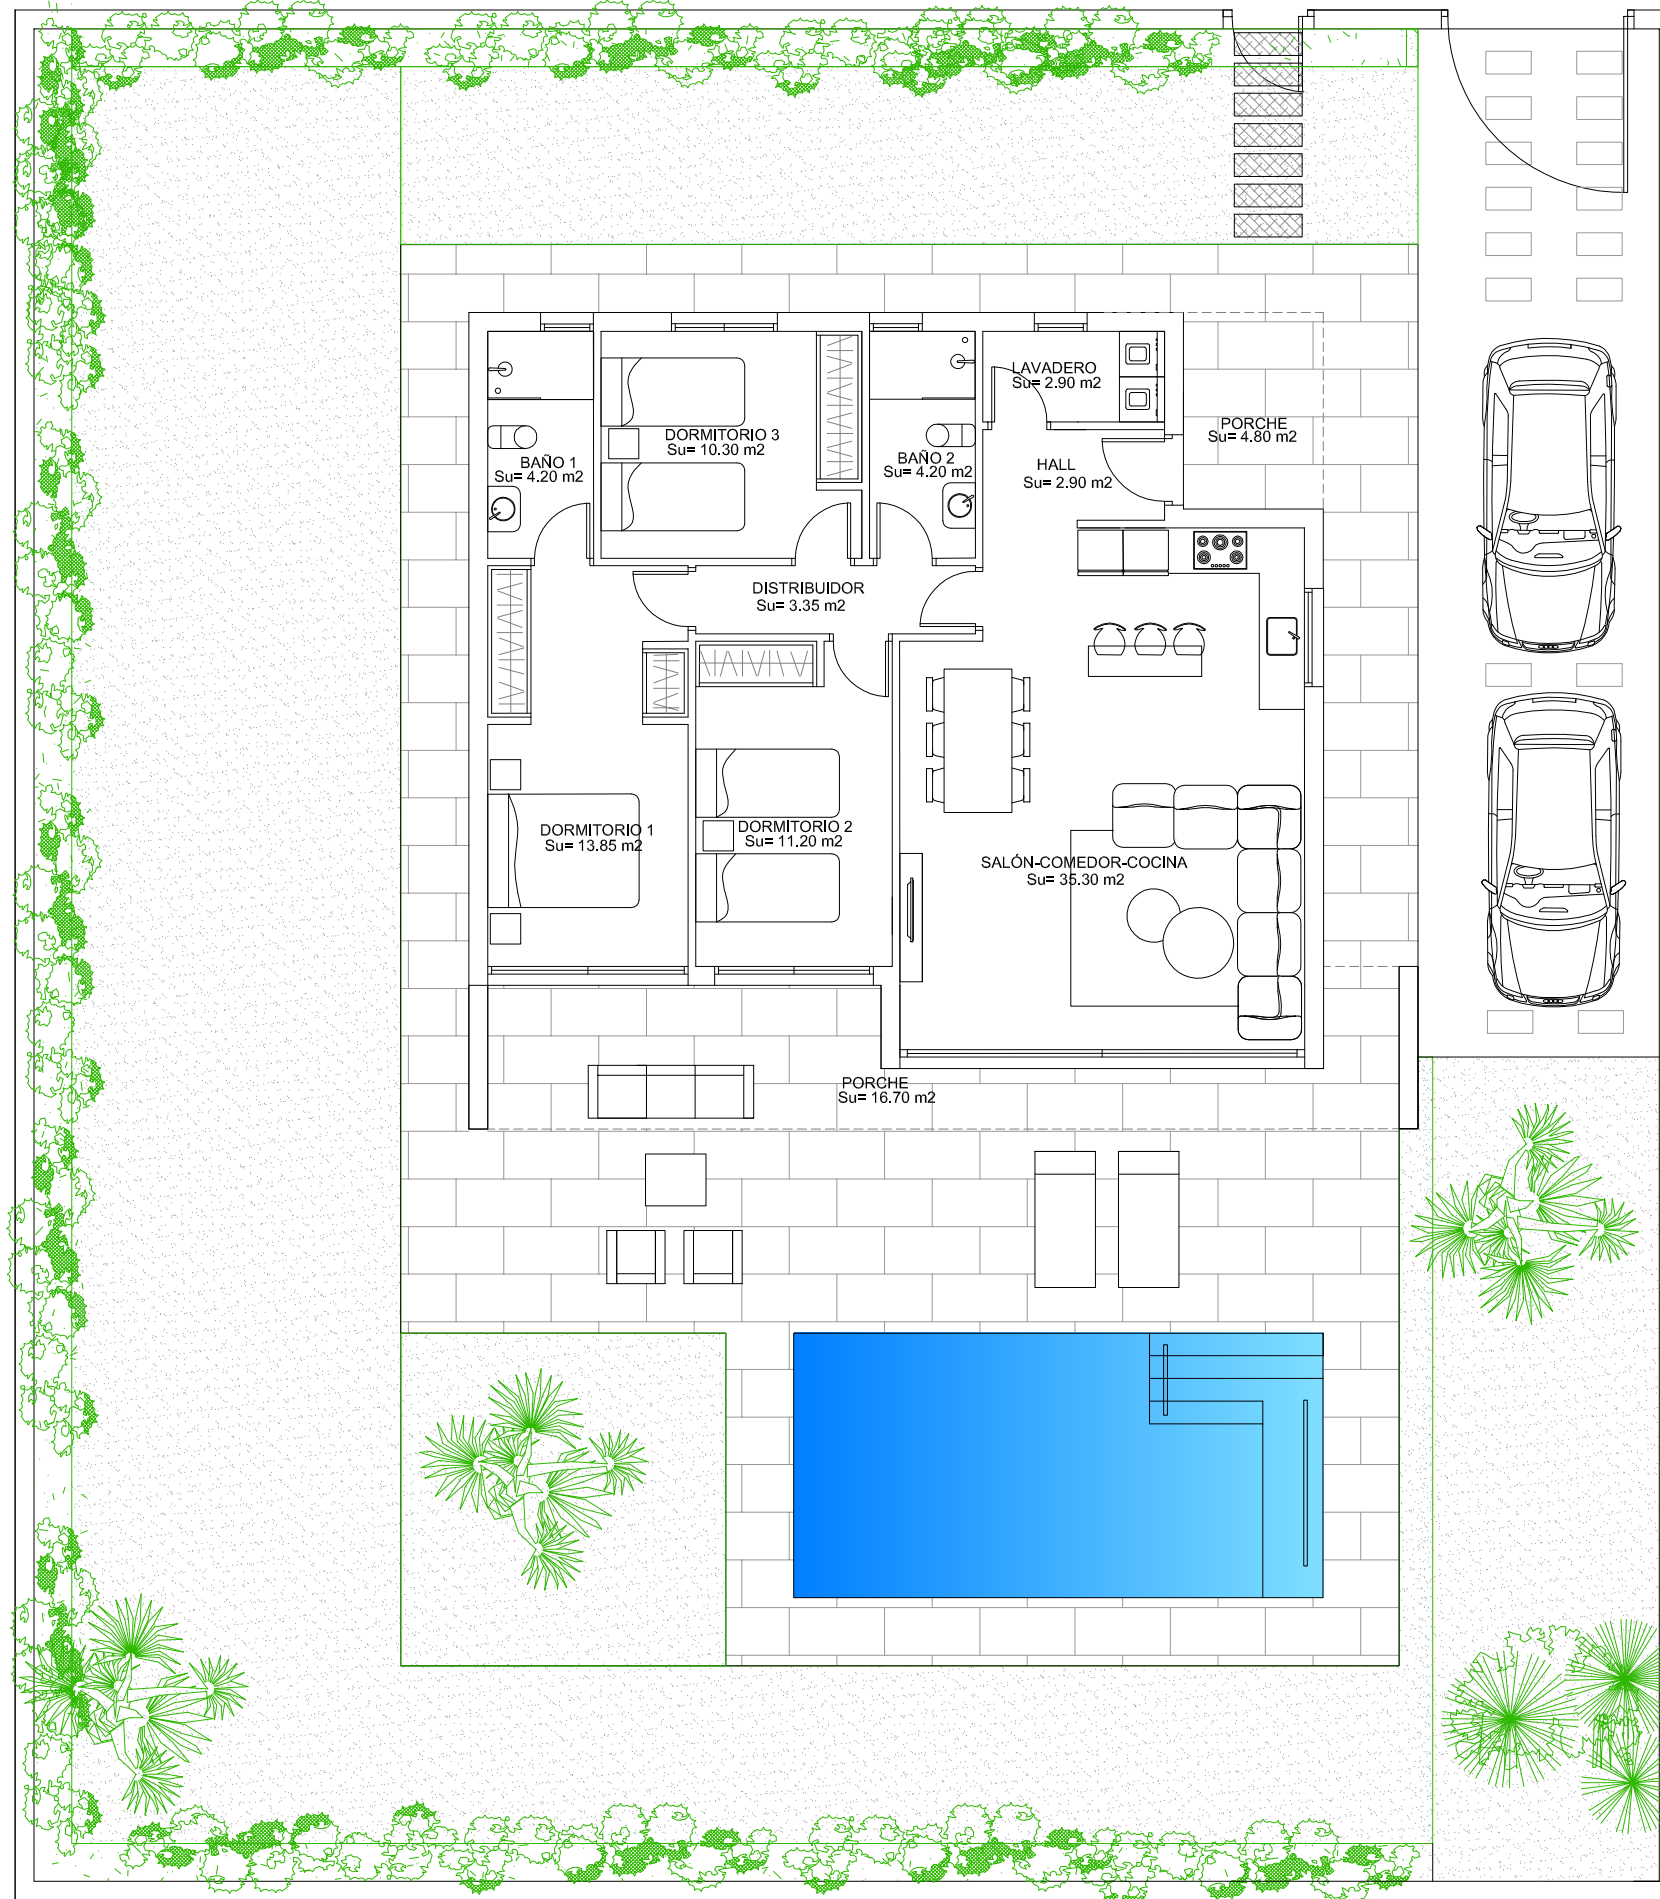 LAVADERO
Su= 2.90 m2
PORCHE
Su= 4.80 m2
DORMITORIO 3
Su= 10.30 m2
BAÑO 1
Su= 4.20 m2
BAÑO 2
Su= 4.20 m2
HALL
Su= 2.90 m2
DISTRIBUIDOR
Su= 3.35 m2
DORMITORIO 1
Su= 13.85 m2
DORMITORIO 2
Su= 11.20 m2
SALÓN-COMEDOR-COCINA
Su= 35.30 m2
PORCHE
Su= 16.70 m2